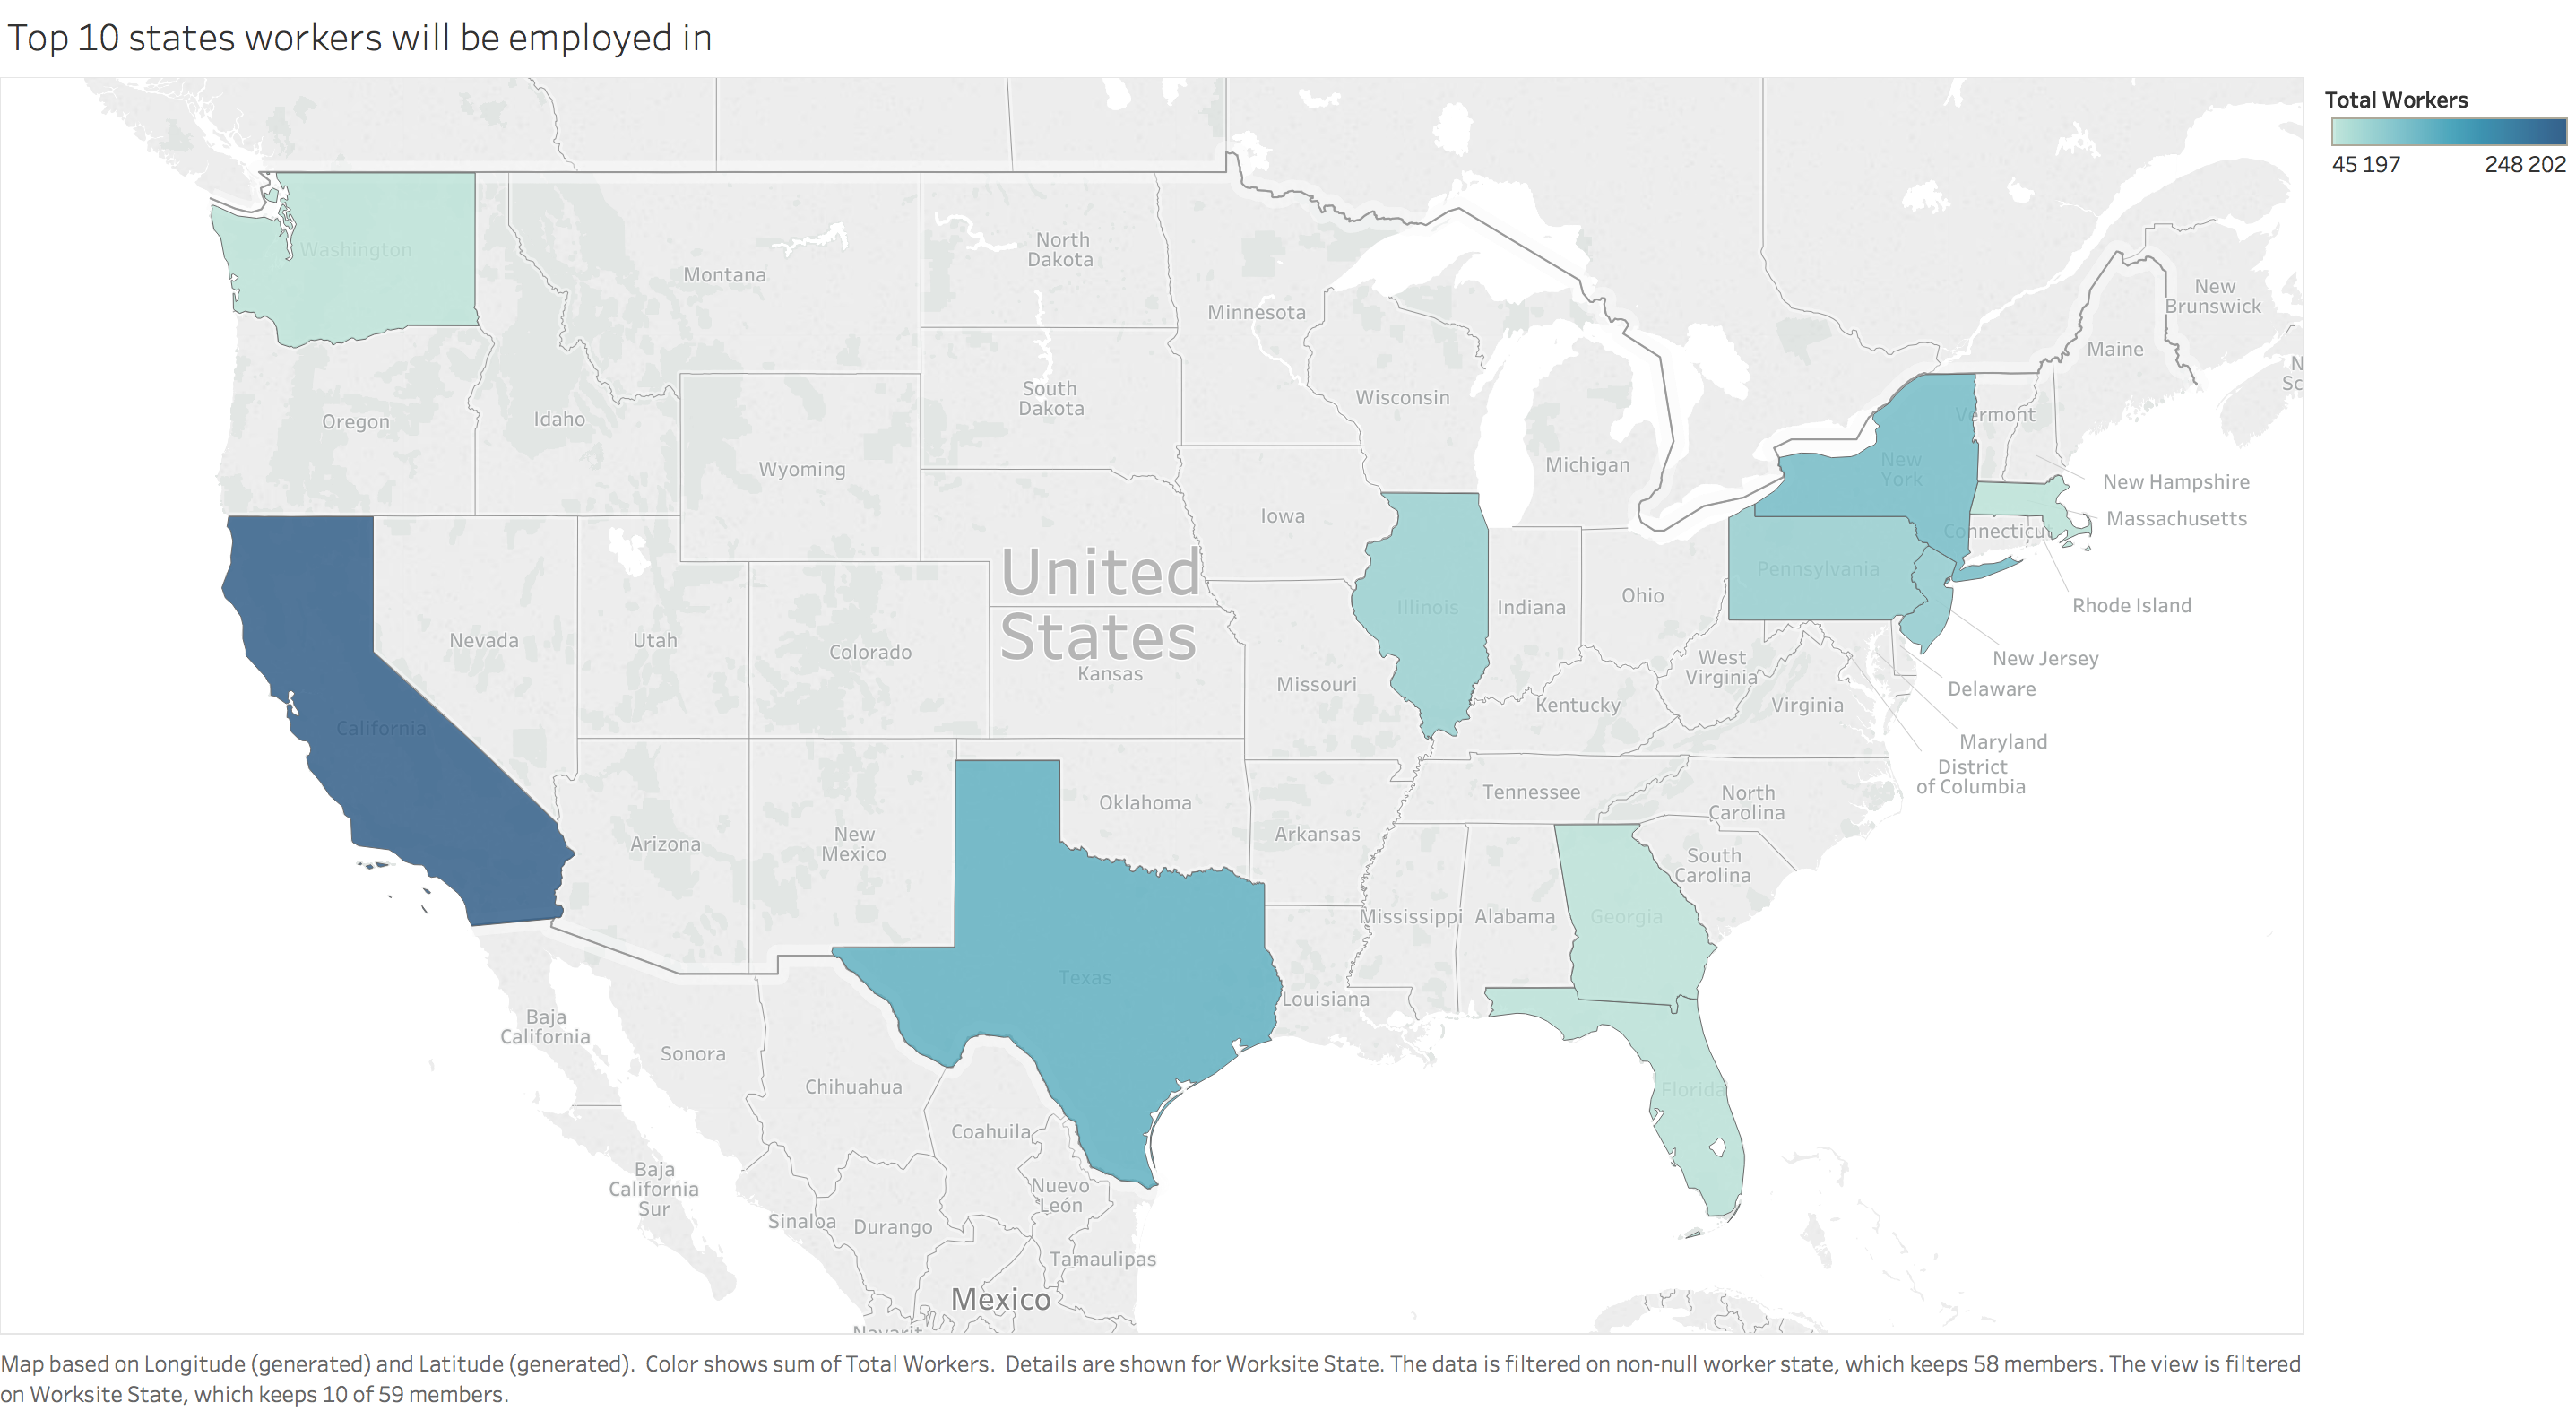 Top 10 states workers will be employed in
Total Workers
45 197 248 202
Washington
Montana
North
Dakota
Minnesota
New
Brunswick
Maine
N
Sc
Oregon
Idaho
South
Dakota
Wisconsin
Vermont
Wyoming
Michigan
New
York
New Hampshire
Iowa
Massachusetts
Connecticut
United
States
Pennsylvania
Illinois
Indiana
Ohio
Rhode Island
Nevada
Utah
Colorado
Kansas
Missouri
West
Virginia
New Jersey
Delaware
Kentucky
Virginia
California
Maryland
District
of Columbia
Oklahoma
Tennessee
North
Carolina
Arizona
New
Mexico
Arkansas
South
Carolina
Mississippi
Alabama
Georgia
Texas
Louisiana
Baja
California
Sonora
Chihuahua
Florida
Coahuila
Baja
California
Sur
Nuevo
León
Sinaloa
Durango
Tamaulipas
Mexico
Nayarit
Map based on Longitude (generated) and Latitude (generated). Color shows sum of Total Workers. Details are shown for Worksite State. The data is filtered on non-null worker state, which keeps 58 members. The view is filtered
on Worksite State, which keeps 10 of 59 members.